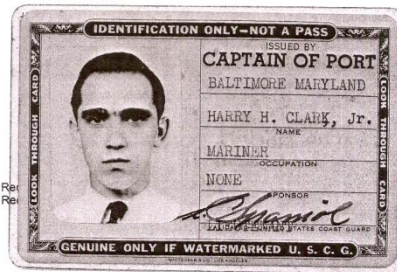 IDENTIFICATION ONLY—NOT A PASS
ISSUED BY
CAPTAIN OF PORT
BALTIMORE MARYLAND
HARRY H. CLARK, Jr.
NAME
MARINER
OCCUPATION
NONE
SPONSOR
UNITED STATES COAST GUARD
LOOK THROUGH CARD
LOOK THROUGH CARD
GENUINE ONLY IF WATERMARKED U. S. C. G.